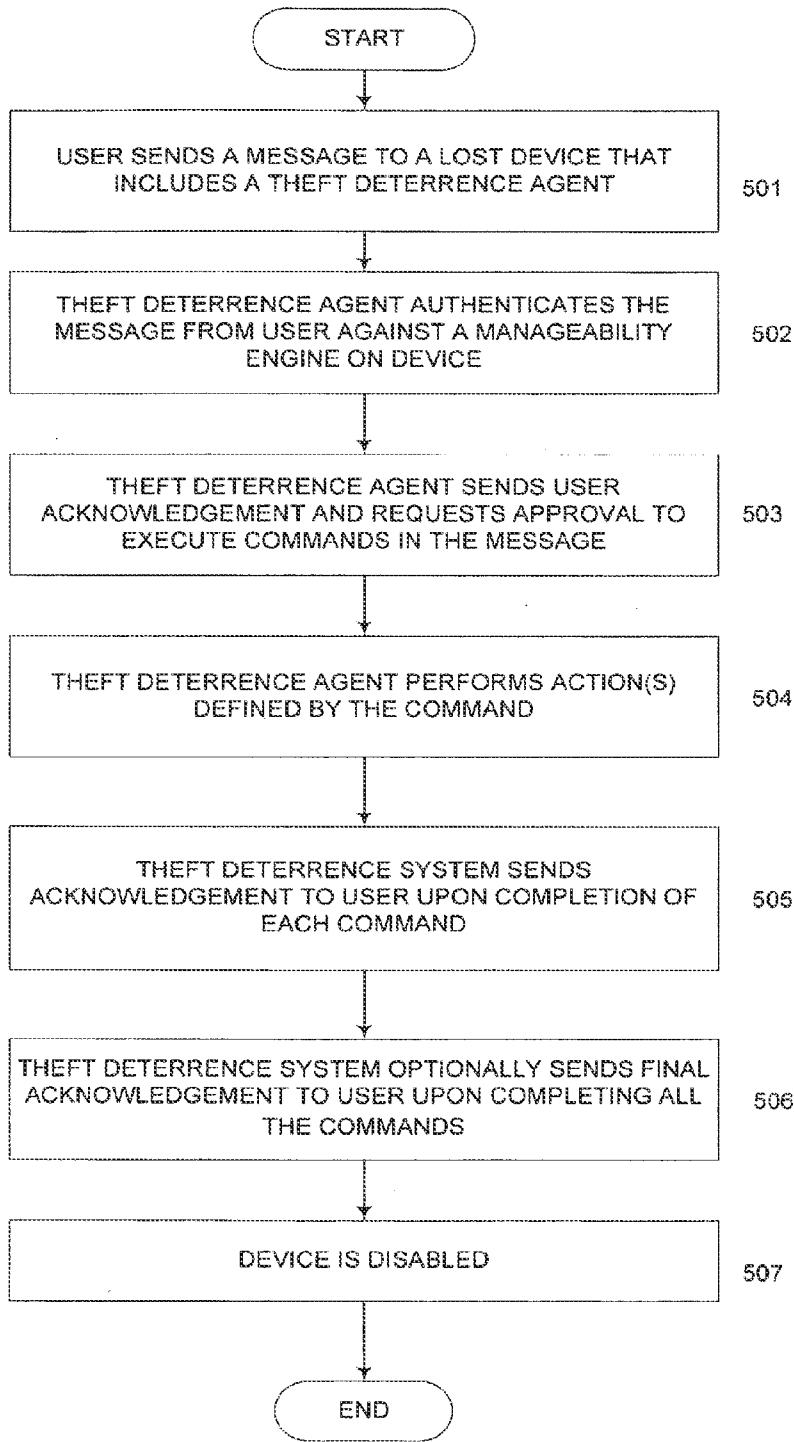 START
USER SENDS A MESSAGE TO A LOST DEVICE THAT
INCLUDES A THEFT DETERRENCE AGENT
501
THEFT DETERRENCE AGENT AUTHENTICATES THE
MESSAGE FROM USER AGAINST A MANAGEABILITY
ENGINE ON DEVICE
502
THEFT DETERRENCE AGENT SENDS USER
ACKNOWLEDGEMENT AND REQUESTS APPROVAL TO
EXECUTE COMMANDS IN THE MESSAGE
503
THEFT DETERRENCE AGENT PERFORMS ACTION(S)
DEFINED BY THE COMMAND
504
THEFT DETERRENCE SYSTEM SENDS
ACKNOWLEDGEMENT TO USER UPON COMPLETION OF
EACH COMMAND
505
THEFT DETERRENCE SYSTEM OPTIONALLY SENDS FINAL
ACKNOWLEDGEMENT TO USER UPON COMPLETING ALL
THE COMMANDS
506
DEVICE IS DISABLED
507
END